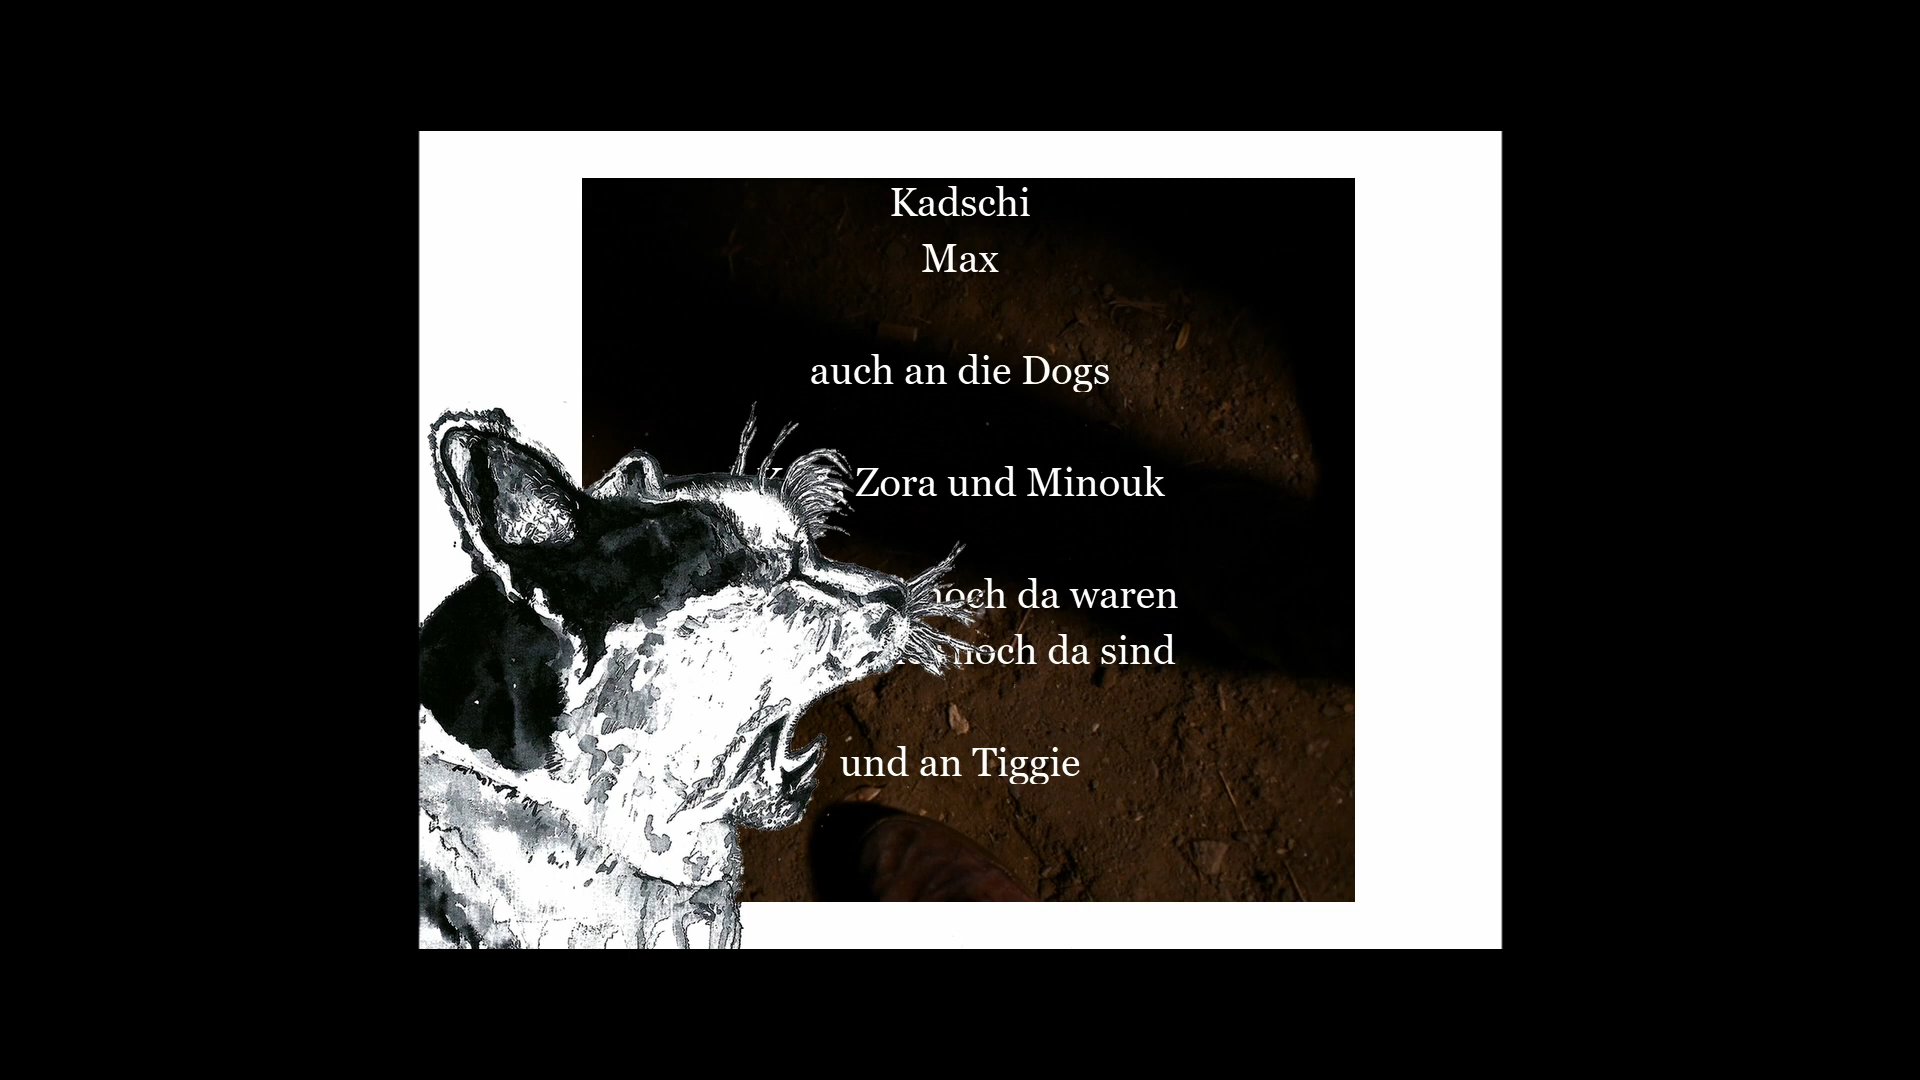 Kadschi
Max
auch an die Dogs
Zora und Minouk
noch da waren
noch da sind
und an Tiggie